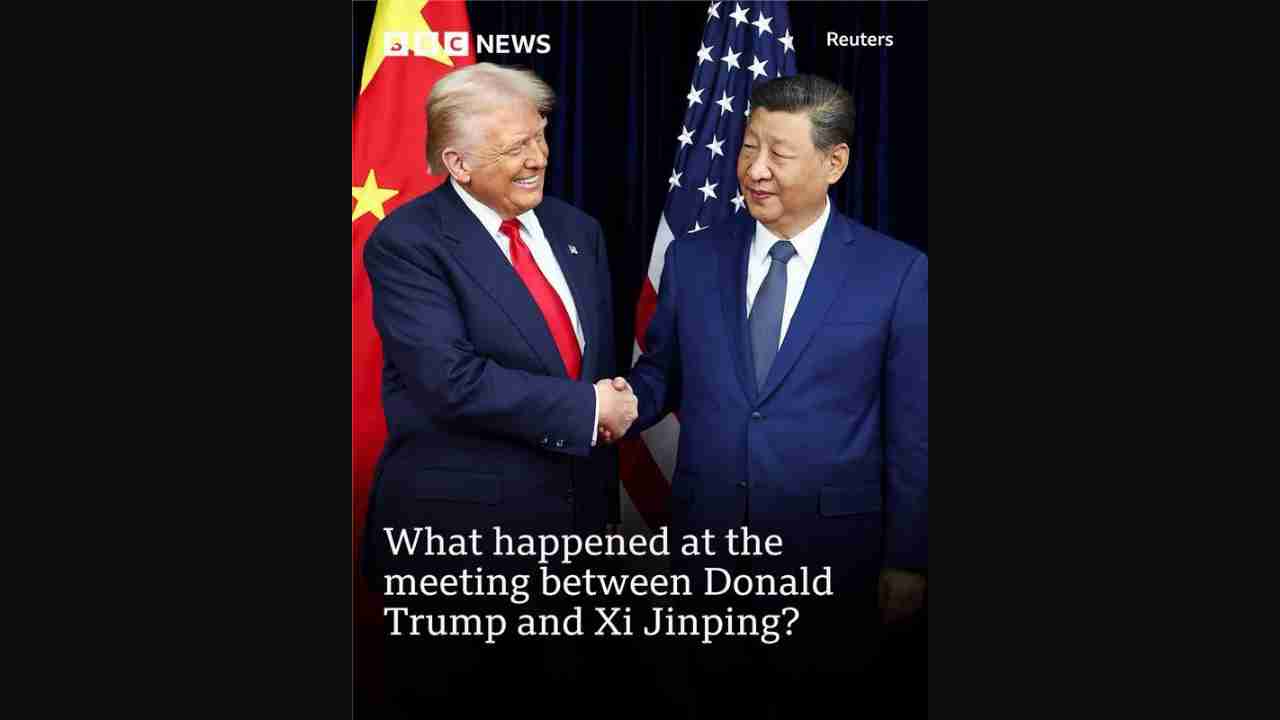 BBC NEWS
Reuters
What happened at the
meeting between Donald
Trump and Xi Jinping?